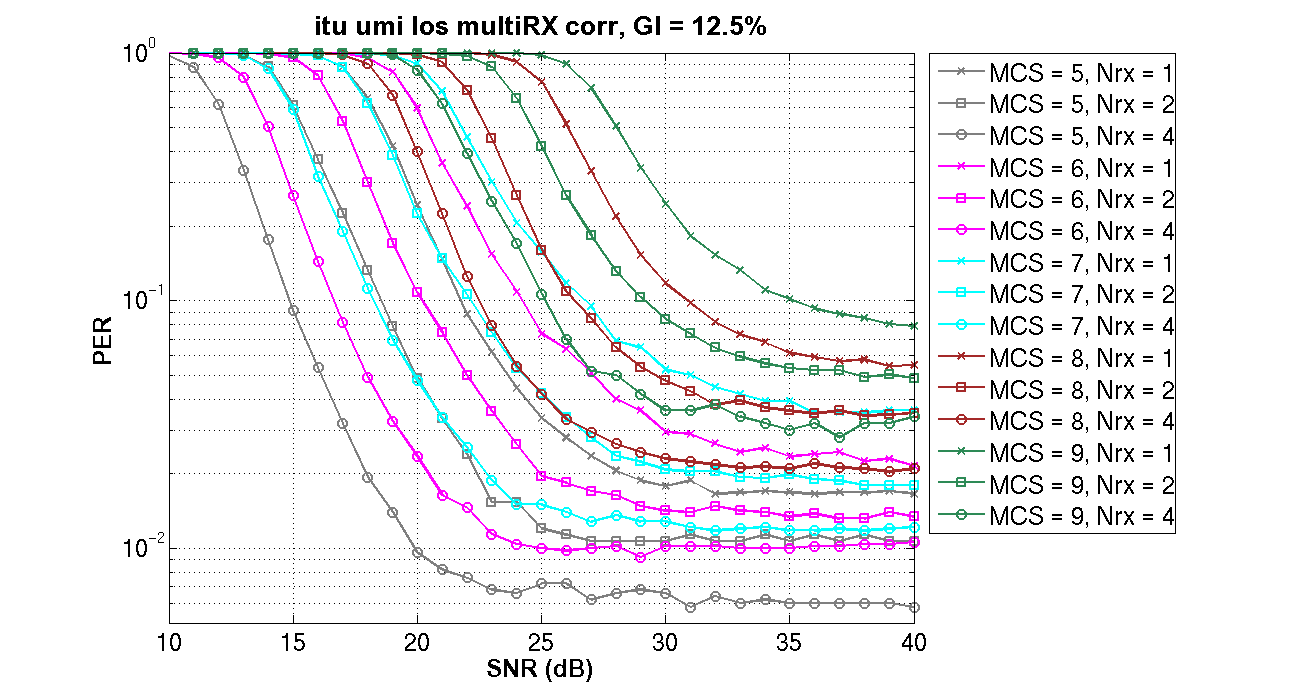 itu umi los multiRX corr, GI = 12.5%
10^0
10^-1
10^-2
PER
10 15 20 25 30 35 40
SNR (dB)
MCS = 5, Nrx = 1
MCS = 5, Nrx = 2
MCS = 5, Nrx = 4
MCS = 6, Nrx = 1
MCS = 6, Nrx = 2
MCS = 6, Nrx = 4
MCS = 7, Nrx = 1
MCS = 7, Nrx = 2
MCS = 7, Nrx = 4
MCS = 8, Nrx = 1
MCS = 8, Nrx = 2
MCS = 8, Nrx = 4
MCS = 9, Nrx = 1
MCS = 9, Nrx = 2
MCS = 9, Nrx = 4